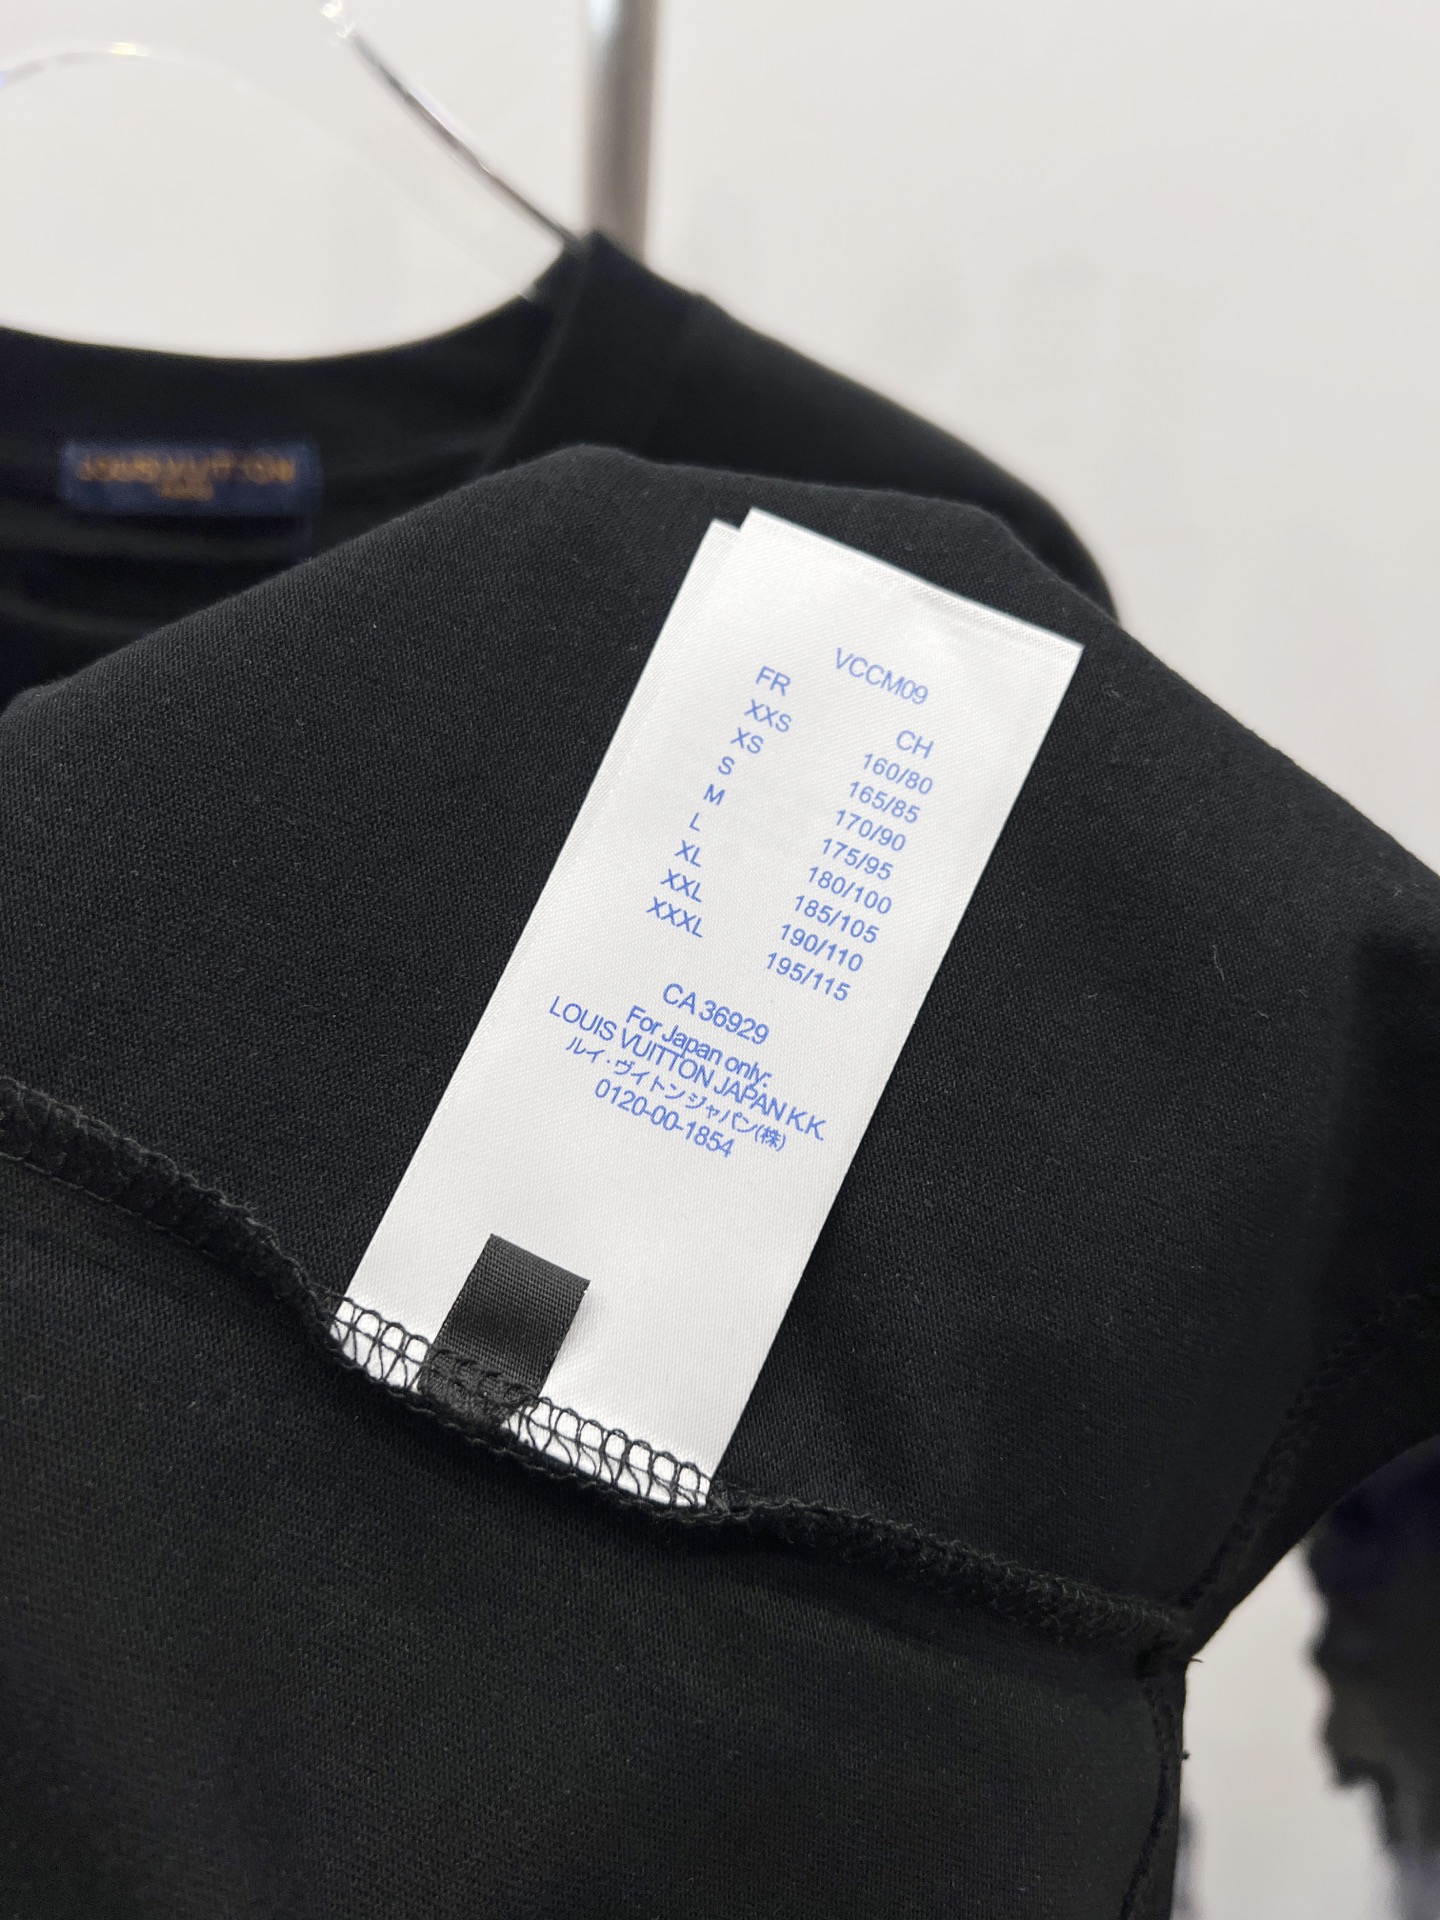 LOUIS VUITTON
VCCM09
FR CH
XXS 160/80
XS 165/85
S 170/90
M 175/95
L 180/100
XL 185/105
XXL 190/110
XXXL 195/115
CA 36929
For Japan only:
LOUIS VUITTON JAPAN K.K.
ルイ・ヴィトンジャパン(株)
0120-00-1854